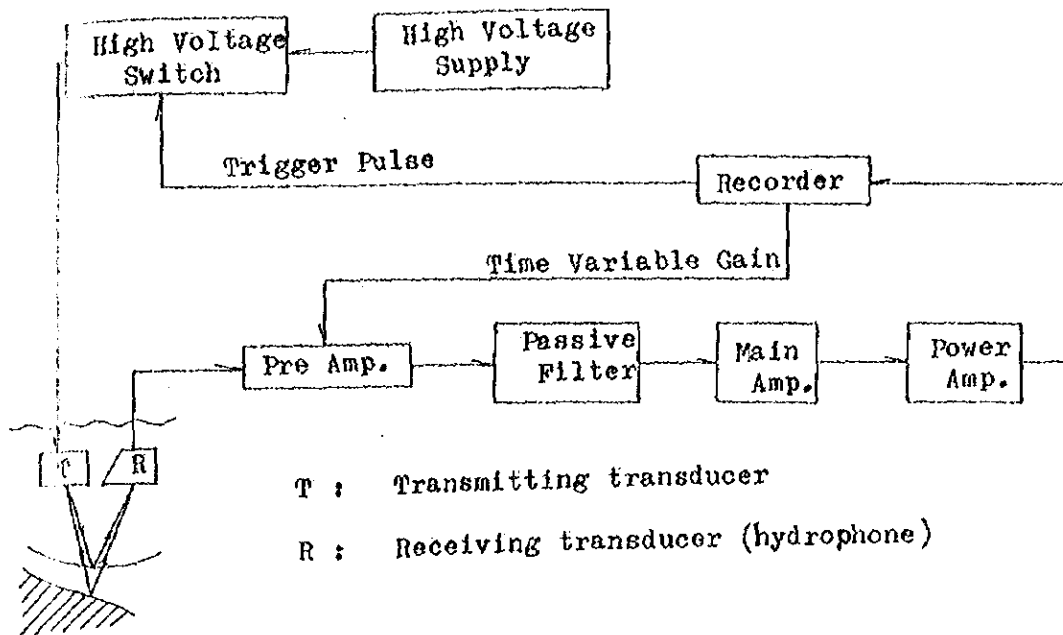 High Voltage
Switch
High Voltage
Supply
Trigger Pulse
Recorder
Time Variable Gain
Pre Amp.
Passive
Filter
Main
Amp.
Power
Amp.
T
R
T : Transmitting transducer
R : Receiving transducer (hydrophone)